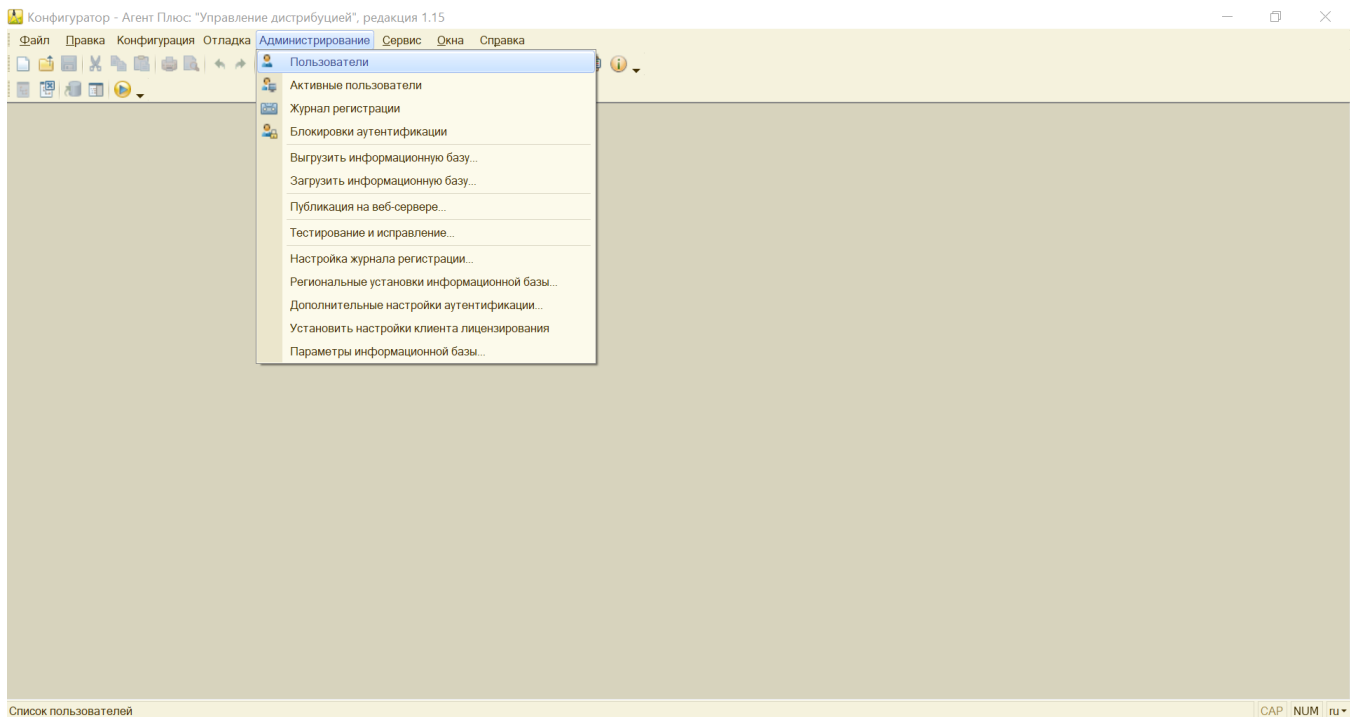 Конфигуратор - Агент Плюс: "Управление дистрибуцией", редакция 1.15
Файл Правка Конфигурация Отладка Администрирование Сервис Окна Справка
Пользователи
Активные пользователи
Журнал регистрации
Блокировки аутентификации
Выгрузить информационную базу...
Загрузить информационную базу...
Публикация на веб-сервере...
Тестирование и исправление...
Настройка журнала регистрации...
Региональные установки информационной базы...
Дополнительные настройки аутентификации...
Установить настройки клиента лицензирования
Параметры информационной базы...
Список пользователей CAP NUM ru